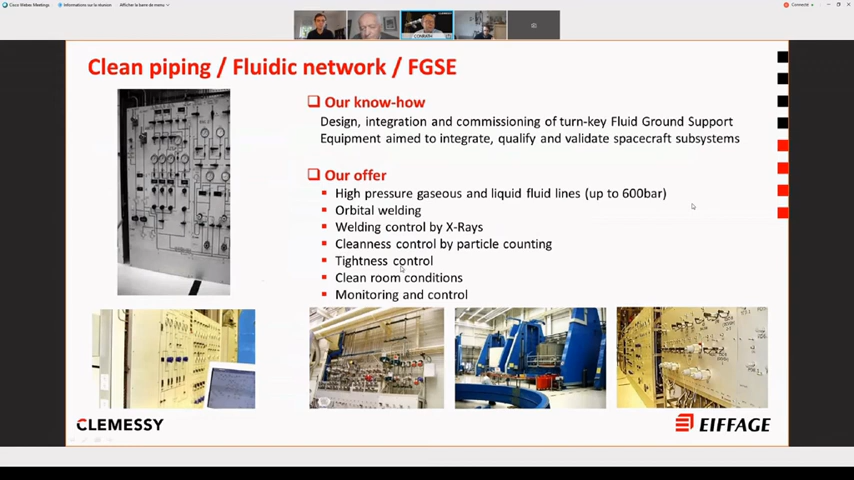 Cisco Webex Meetings
Informations sur la réunion
Afficher la barre de menu
Connecté
CLEMESSY
Clean piping / Fluidic network / FGSE
Our know-how
Design, integration and commissioning of turn-key Fluid Ground Support
Equipment aimed to integrate, qualify and validate spacecraft subsystems
Our offer
High pressure gaseous and liquid fluid lines (up to 600bar)
Orbital welding
Welding control by X-Rays
Cleanness control by particle counting
Tightness control
Clean room conditions
Monitoring and control
CLEMESSY
EIFFAGE